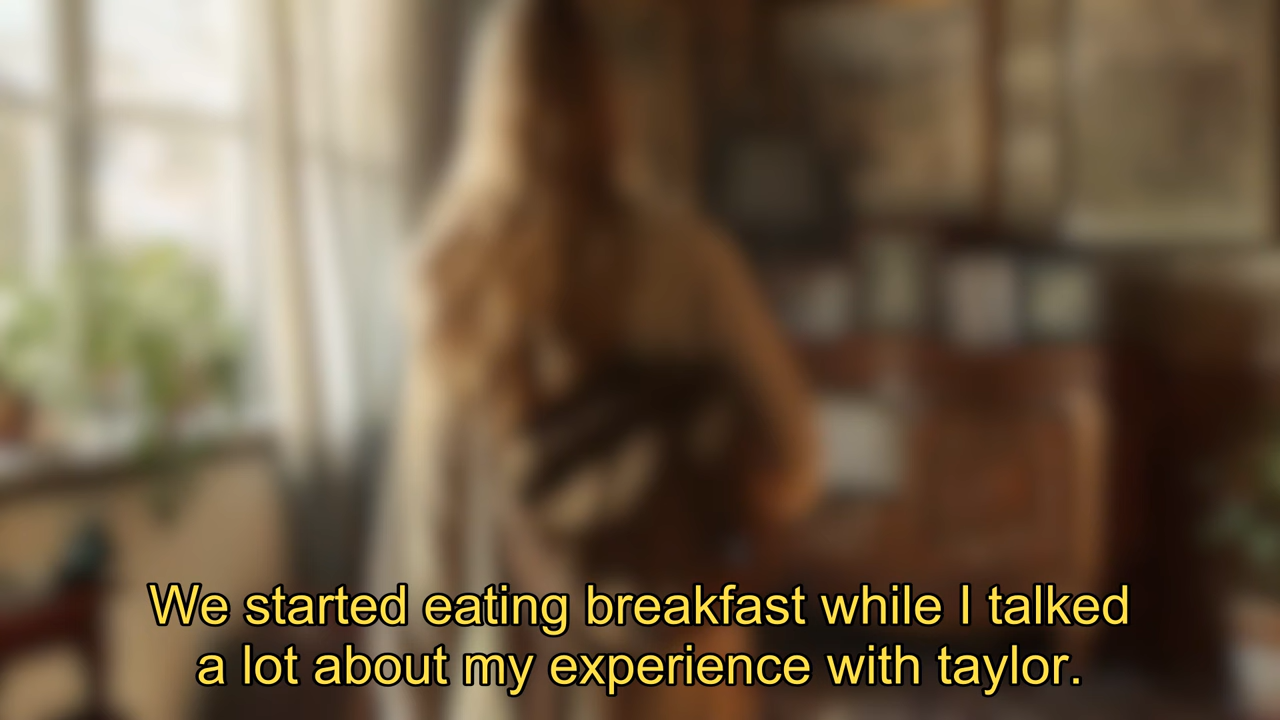 We started eating breakfast while I talked
a lot about my experience with taylor.